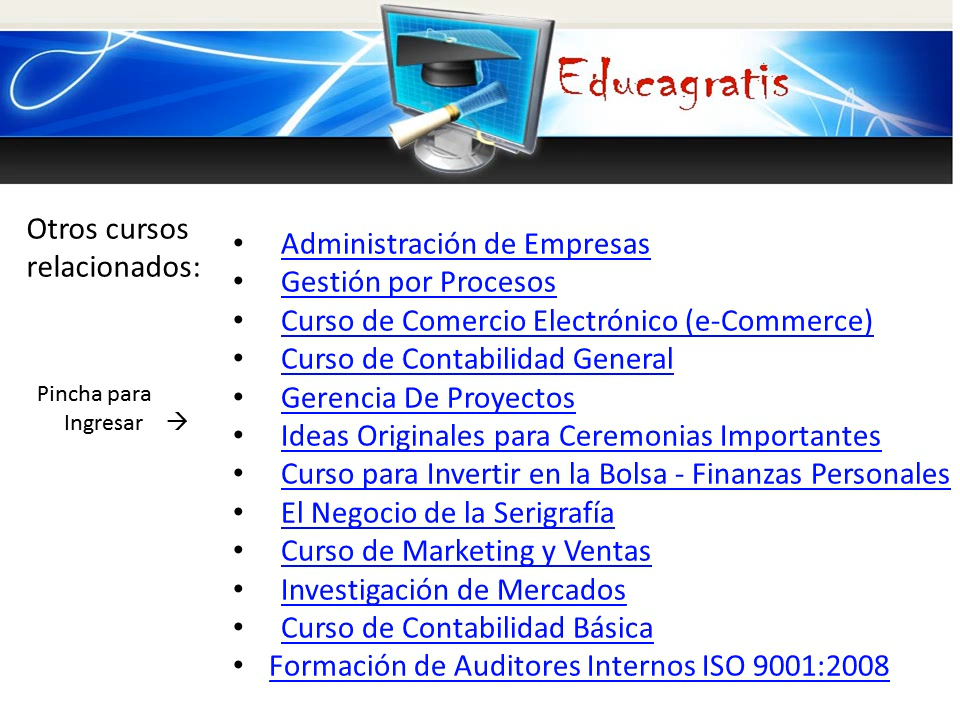 Educagratis
Otros cursos
relacionados:
Pincha para
Ingresar →
• Administración de Empresas
• Gestión por Procesos
• Curso de Comercio Electrónico (e-Commerce)
• Curso de Contabilidad General
• Gerencia De Proyectos
• Ideas Originales para Ceremonias Importantes
• Curso para Invertir en la Bolsa - Finanzas Personales
• El Negocio de la Serigrafía
• Curso de Marketing y Ventas
• Investigación de Mercados
• Curso de Contabilidad Básica
• Formación de Auditores Internos ISO 9001:2008